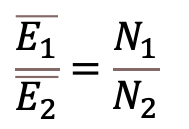 E̅₁/E̅₂ = N₁/N₂